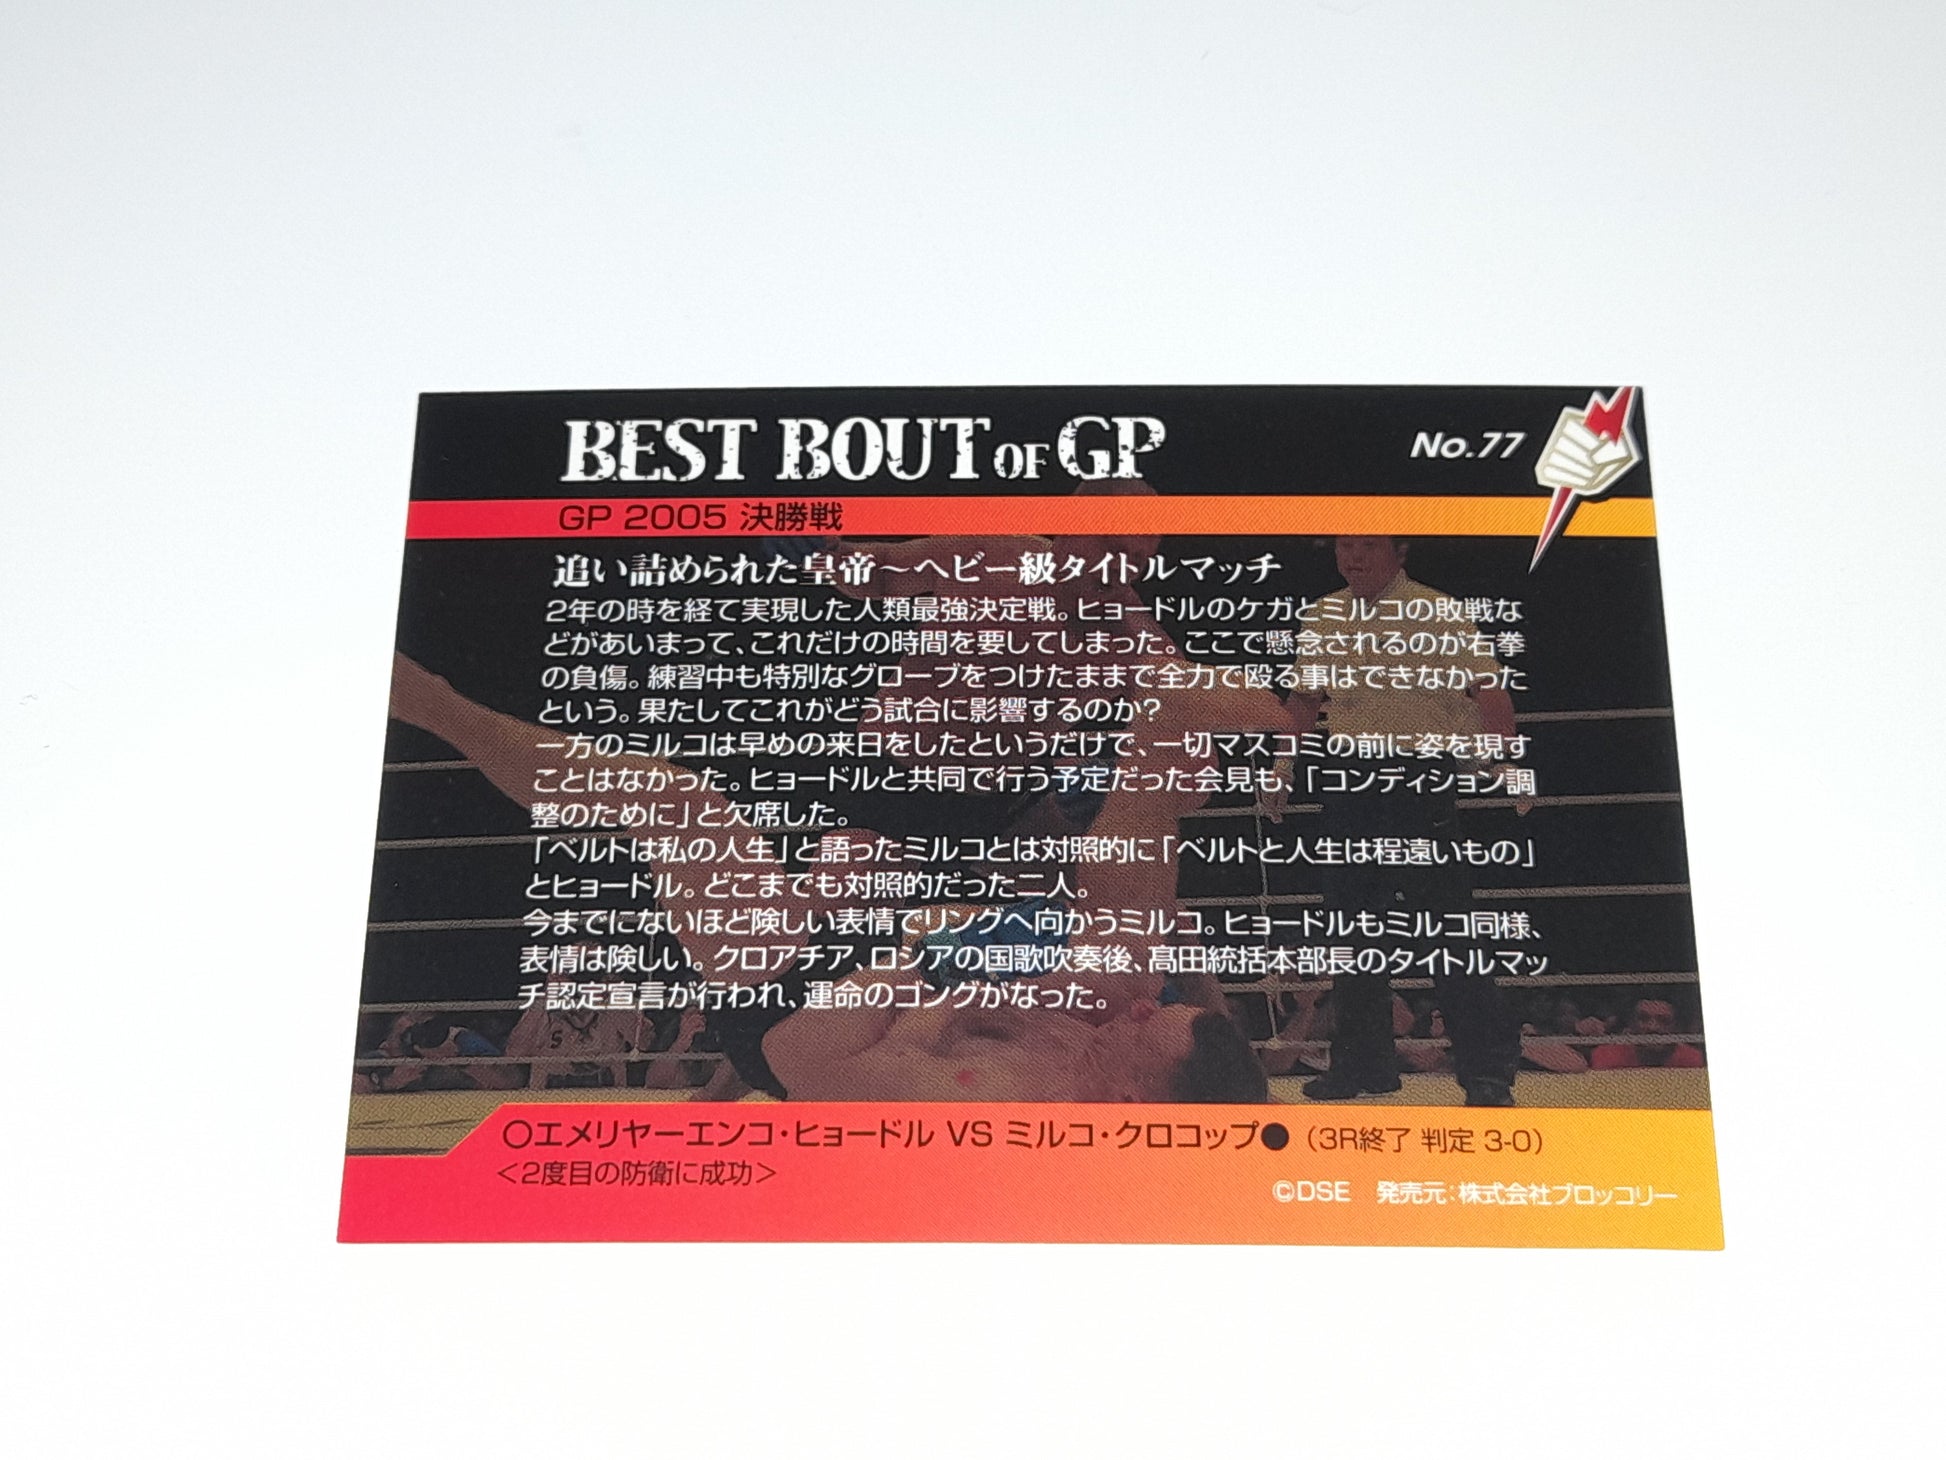 BEST BOUT OF GP
No.77
GP 2005 決勝戦
追い詰められた皇帝～ヘビー級タイトルマッチ
2年の時を経て実現した人類最強決定戦。ヒョードルのケガとミルコの敗戦な
どがあいまって、これだけの時間を要してしまった。ここで懸念されるのが右拳
の負傷。練習中も特別なグローブをつけたままで全力で殴る事はできなかった
という。果たしてこれがどう試合に影響するのか?
一方のミルコは早めの来日をしたというだけで、一切マスコミの前に姿を現す
ことはなかった。ヒョードルと共同で行う予定だった会見も、「コンディション調
整のために」と欠席した。
「ベルトは私の人生」と語ったミルコとは対照的に「ベルトと人生は程遠いもの」
とヒョードル。どこまでも対照的だった二人。
今までにないほど険しい表情でリングへ向かうミルコ。ヒョードルもミルコ同様、
表情は険しい。クロアチア、ロシアの国歌吹奏後、髙田統括本部長のタイトルマッ
チ認定宣言が行われ、運命のゴングがなった。
○エメリヤーエンコ・ヒョードル VS ミルコ・クロコップ● (3R終了 判定 3-0)
<2度目の防衛に成功>
©DSE 発売元:株式会社ブロッコリー